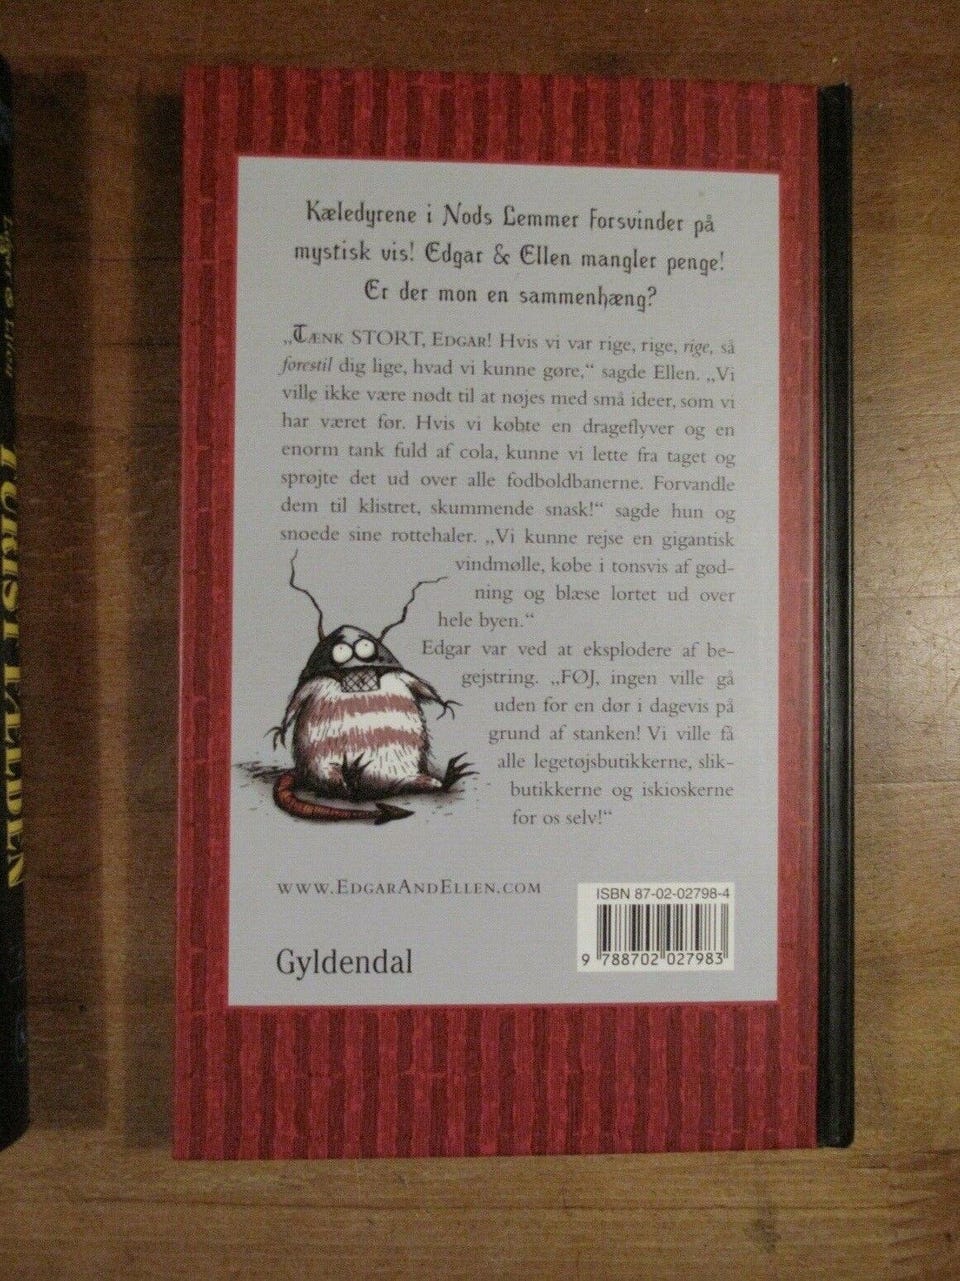 Kæledyrene i Nods Lemmer forsvinder på
mystisk vis! Edgar & Ellen mangler penge!
Er der mon en sammenhæng?
„Tænk STORT, Edgar! Hvis vi var rige, rige, rige, så
forestil dig lige, hvad vi kunne gøre,“ sagde Ellen. „Vi
ville ikke være nødt til at nøjes med små ideer, som vi
har været før. Hvis vi købte en drageflyver og en
enorm tank fuld af cola, kunne vi lette fra taget og
sprøjte det ud over alle fodboldbanerne. Forvandle
dem til klistret, skummende snask!“ sagde hun og
snoede sine rottehaler. „Vi kunne rejse en gigantisk
vindmølle, købe i tonsvis af gød-
ning og blæse lortet ud over
hele byen.“
Edgar var ved at eksplodere af be-
gejstring. „FØJ, ingen ville gå
uden for en dør i dagevis på
grund af stanken! Vi ville få
alle legetøjsbutikkerne, slik-
butikkerne og iskioskerne
for os selv!“
www.EdgarAndEllen.com
ISBN 87-02-02798-4
9 788702 027983
Gyldendal
Edgar & Ellen
TURISTFÆLDEN